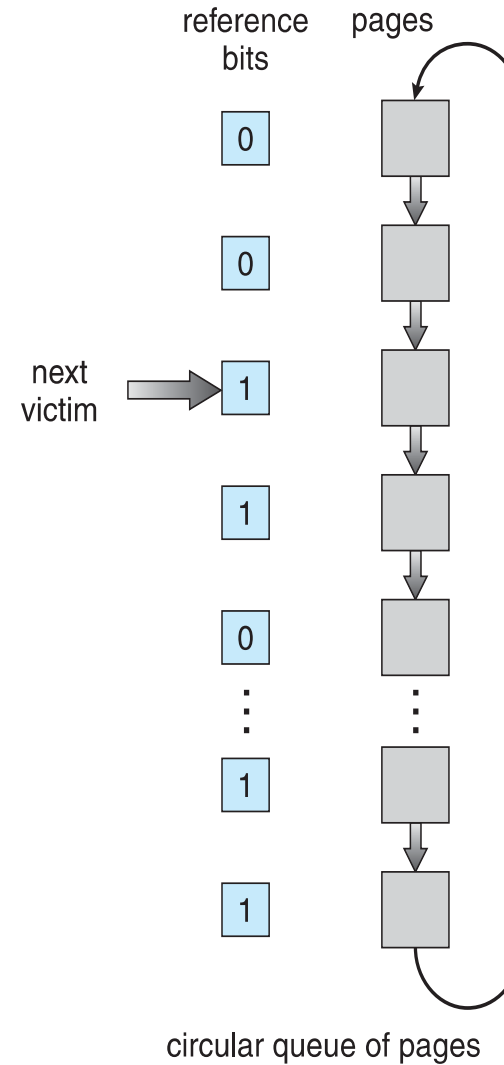 reference bits
pages
0
0
next victim
1
1
0
1
1
circular queue of pages